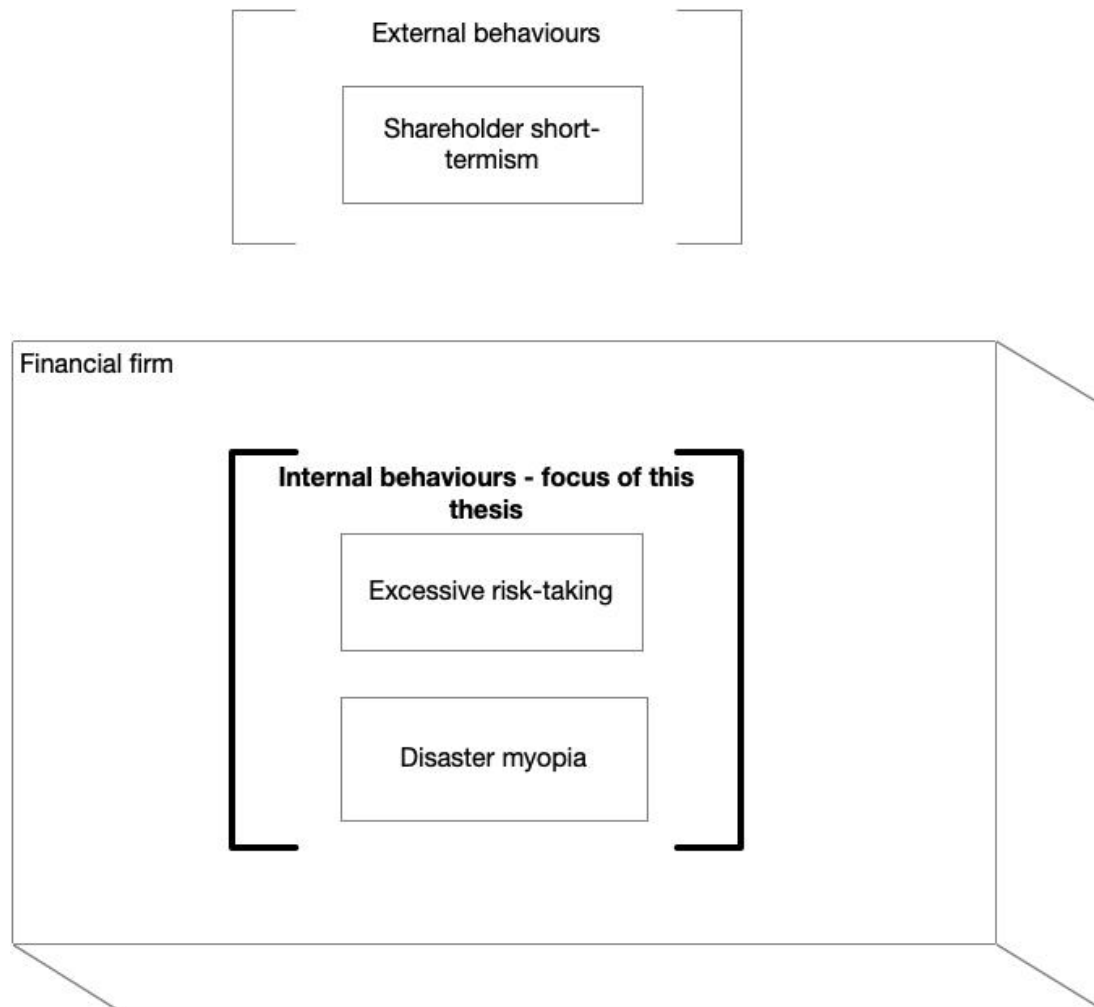 External behaviours
Shareholder short-
termism
Financial firm
Internal behaviours - focus of this
thesis
Excessive risk-taking
Disaster myopia